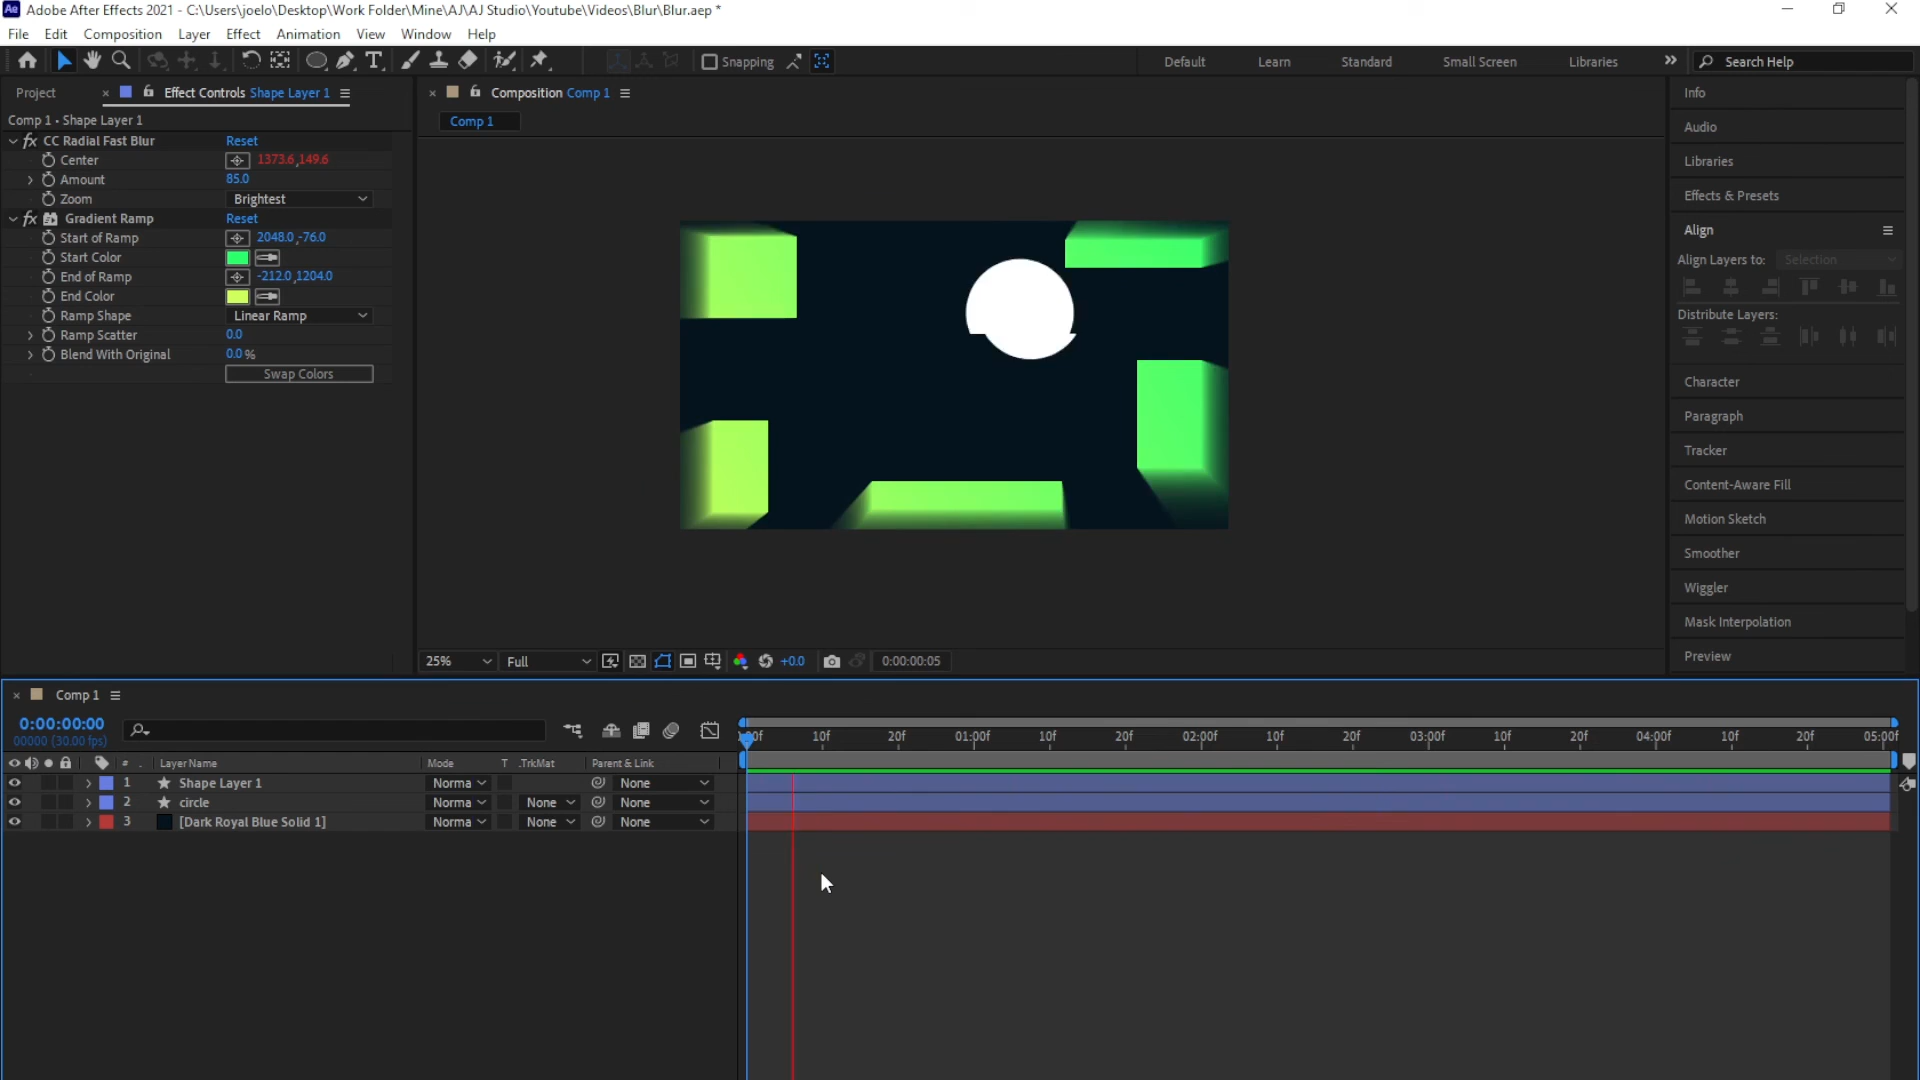 Adobe After Effects 2021 - C:\Users\joelo\Desktop\Work Folder\Mine\AJ\AJ Studio\Youtube\Videos\Blur\Blur.aep *
File Edit Composition Layer Effect Animation View Window Help
Snapping Default Learn Standard Small Screen Libraries Search Help
Project Effect Controls Shape Layer 1
Comp 1 • Shape Layer 1
fx CC Radial Fast Blur Reset
Center 1373.6,149.6
Amount 85.0
Zoom Brightest
fx Gradient Ramp Reset
Start of Ramp 2048.0,-76.0
Start Color
End of Ramp -212.0,1204.0
End Color
Ramp Shape Linear Ramp
Ramp Scatter 0.0
Blend With Original 0.0%
Swap Colors
Composition Comp 1
Comp 1
25% Full +0.0 0:00:00:05
Info
Audio
Libraries
Effects & Presets
Align
Align Layers to: Selection
Distribute Layers:
Character
Paragraph
Tracker
Content-Aware Fill
Motion Sketch
Smoother
Wiggler
Mask Interpolation
Preview
Comp 1
0:00:00:00
00000 (30.00 fps)
10f 20f 01:00f 10f 20f 02:00f 10f 20f 03:00f 10f 20f 04:00f 10f 20f 05:00f
# Layer Name Mode T .TrkMat Parent & Link
1 Shape Layer 1 Norma None
2 circle Norma None None
3 [Dark Royal Blue Solid 1] Norma None None